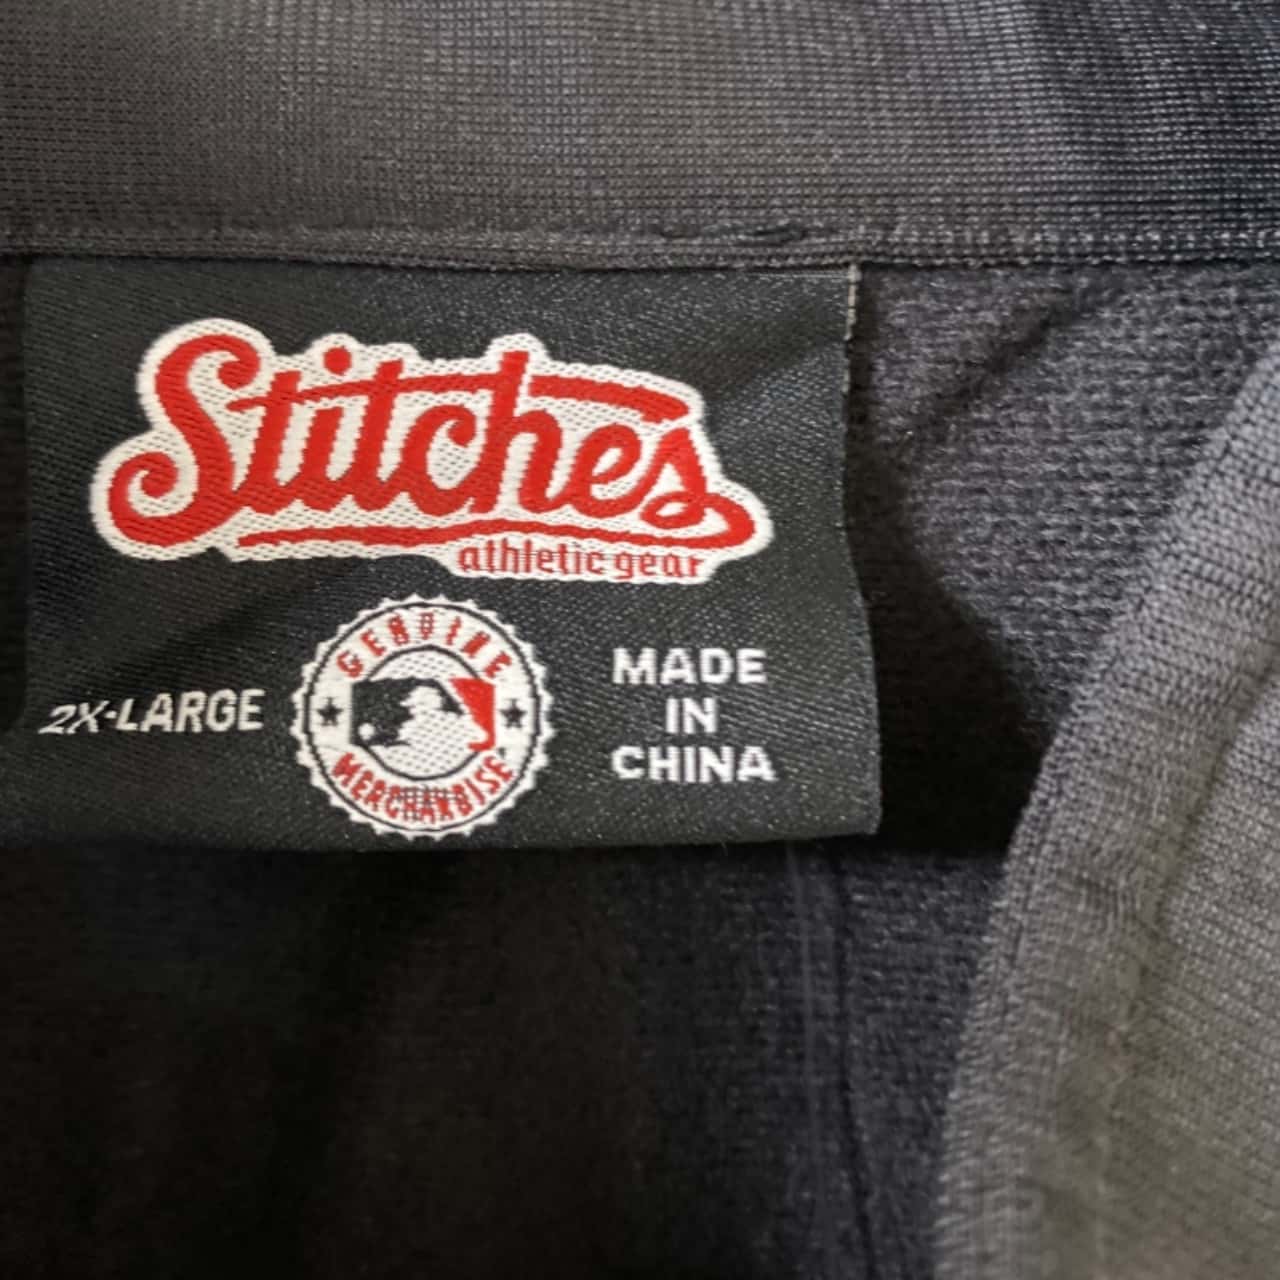 Stitches
athletic gear
2X-LARGE
GENUINE
MERCHANDISE
MADE
IN
CHINA